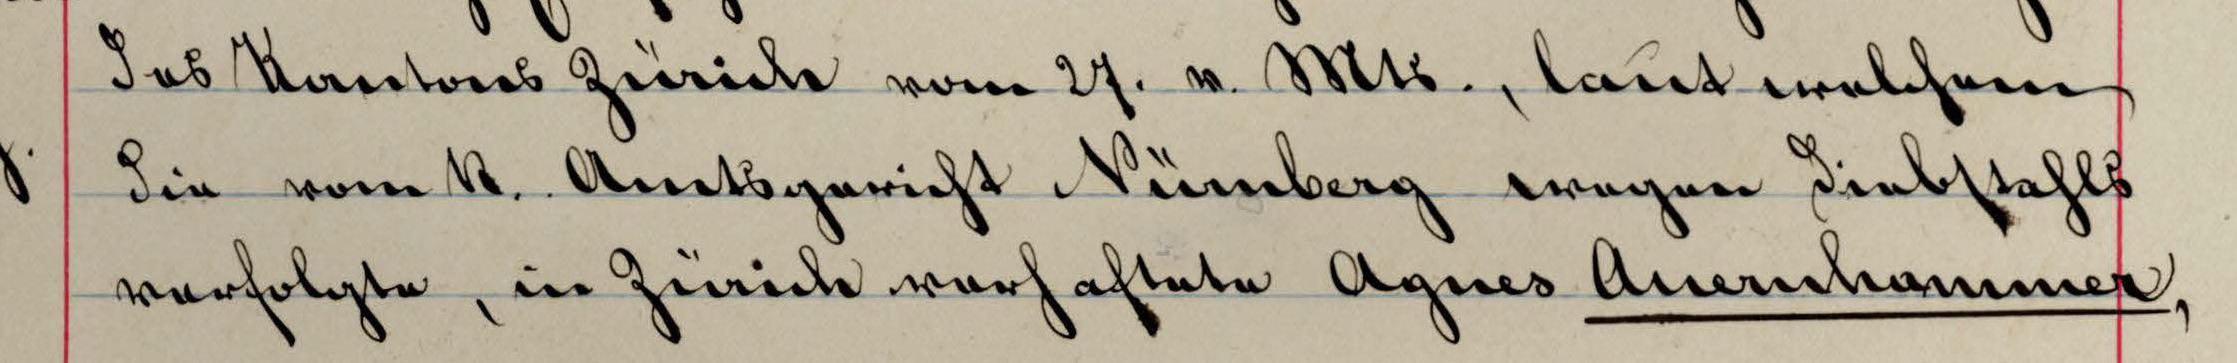 des Kantons Zürich vom 27. v. Mts., laut welchem
die vom K. Amtsgericht Nürnberg wegen Diebstahls
verfolgte, in Zürich verhaftete Agnes Auernhammer,